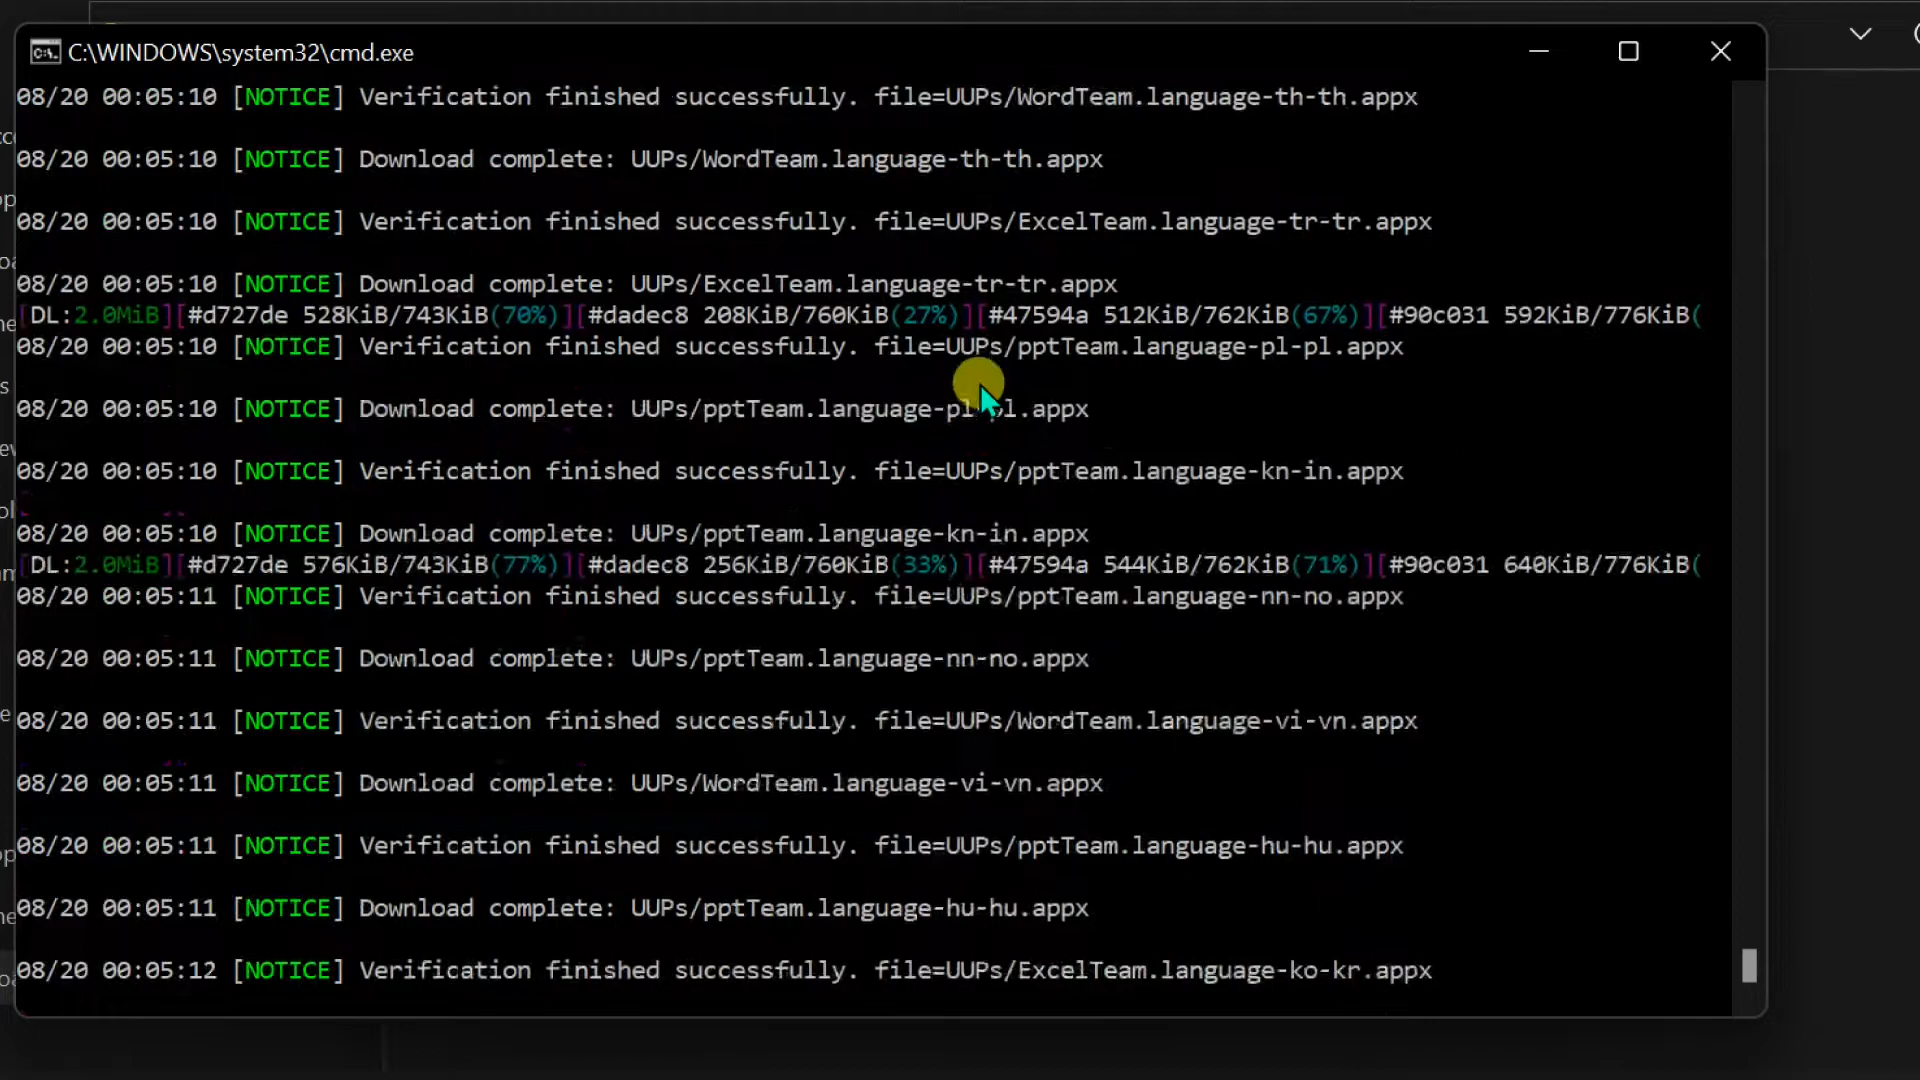 C:\WINDOWS\system32\cmd.exe
08/20 00:05:10 [NOTICE] Verification finished successfully. file=UUPs/WordTeam.language-th-th.appx
08/20 00:05:10 [NOTICE] Download complete: UUPs/WordTeam.language-th-th.appx
08/20 00:05:10 [NOTICE] Verification finished successfully. file=UUPs/ExcelTeam.language-tr-tr.appx
08/20 00:05:10 [NOTICE] Download complete: UUPs/ExcelTeam.language-tr-tr.appx
[DL:2.0MiB][#d727de 528KiB/743KiB(70%)][#dadec8 208KiB/760KiB(27%)][#47594a 512KiB/762KiB(67%)][#90c031 592KiB/776KiB(
08/20 00:05:10 [NOTICE] Verification finished successfully. file=UUPs/pptTeam.language-pl-pl.appx
08/20 00:05:10 [NOTICE] Download complete: UUPs/pptTeam.language-pl-pl.appx
08/20 00:05:10 [NOTICE] Verification finished successfully. file=UUPs/pptTeam.language-kn-in.appx
08/20 00:05:10 [NOTICE] Download complete: UUPs/pptTeam.language-kn-in.appx
[DL:2.0MiB][#d727de 576KiB/743KiB(77%)][#dadec8 256KiB/760KiB(33%)][#47594a 544KiB/762KiB(71%)][#90c031 640KiB/776KiB(
08/20 00:05:11 [NOTICE] Verification finished successfully. file=UUPs/pptTeam.language-nn-no.appx
08/20 00:05:11 [NOTICE] Download complete: UUPs/pptTeam.language-nn-no.appx
08/20 00:05:11 [NOTICE] Verification finished successfully. file=UUPs/WordTeam.language-vi-vn.appx
08/20 00:05:11 [NOTICE] Download complete: UUPs/WordTeam.language-vi-vn.appx
08/20 00:05:11 [NOTICE] Verification finished successfully. file=UUPs/pptTeam.language-hu-hu.appx
08/20 00:05:11 [NOTICE] Download complete: UUPs/pptTeam.language-hu-hu.appx
08/20 00:05:12 [NOTICE] Verification finished successfully. file=UUPs/ExcelTeam.language-ko-kr.appx